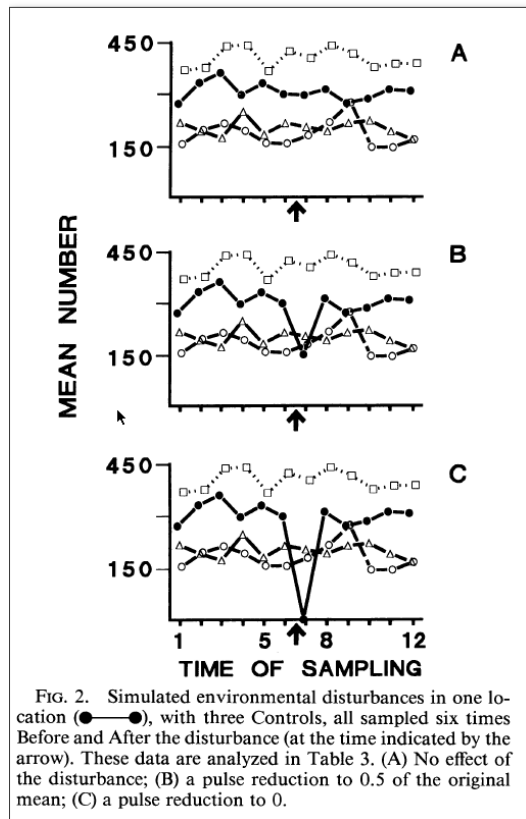 450
A
150
MEAN NUMBER
450
B
150
450
C
150
1 5 8 12
TIME OF SAMPLING
FIG. 2. Simulated environmental disturbances in one lo-
cation (●—●), with three Controls, all sampled six times
Before and After the disturbance (at the time indicated by the
arrow). These data are analyzed in Table 3. (A) No effect of
the disturbance; (B) a pulse reduction to 0.5 of the original
mean; (C) a pulse reduction to 0.